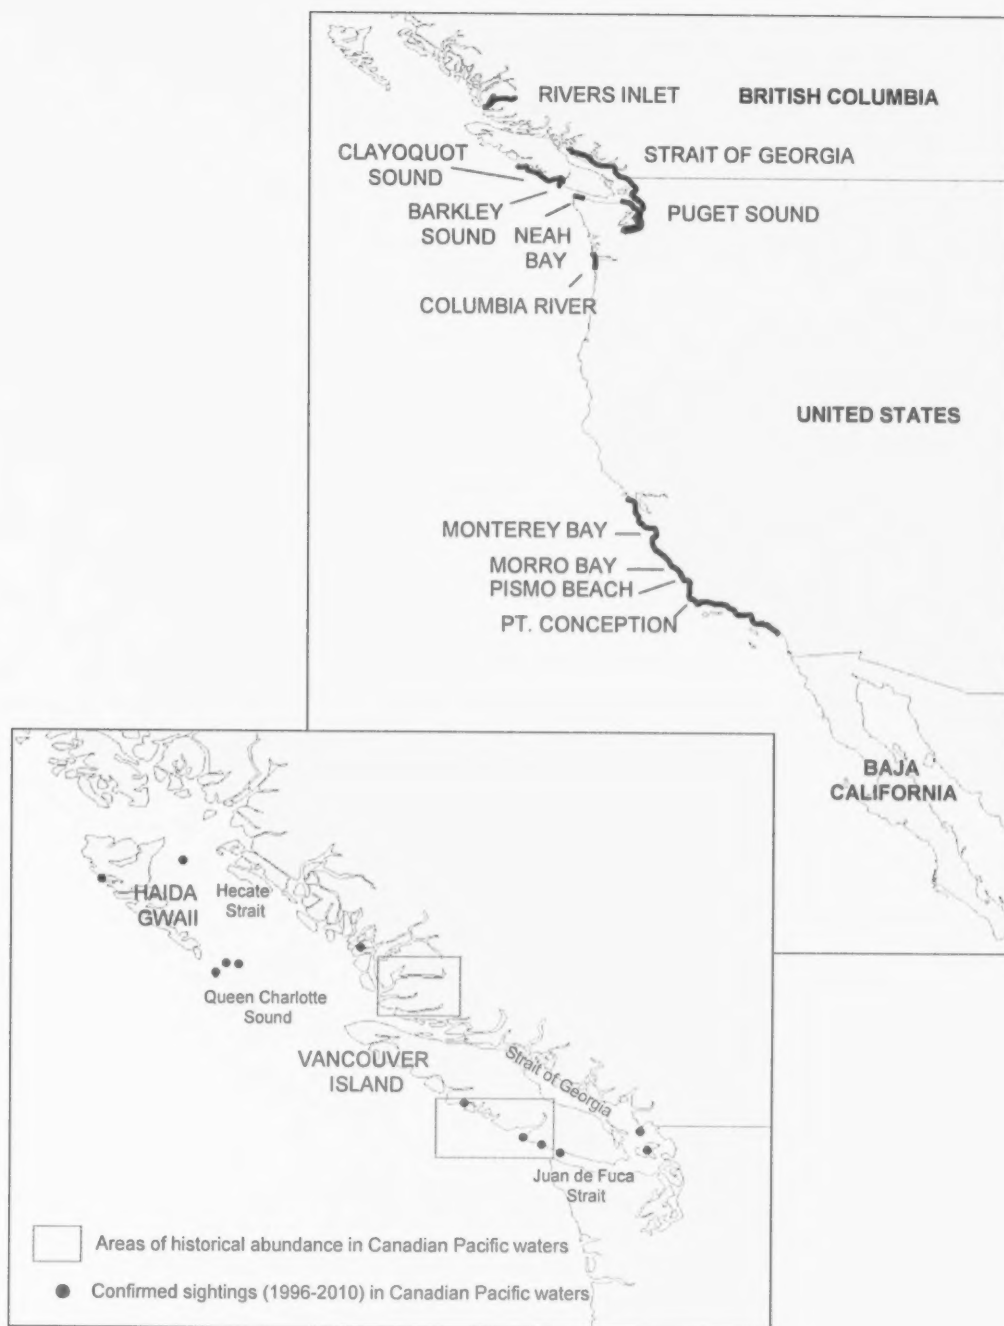 RIVERS INLET
BRITISH COLUMBIA
CLAYOQUOT
SOUND
STRAIT OF GEORGIA
BARKLEY
SOUND
NEAH
BAY
PUGET SOUND
COLUMBIA RIVER
UNITED STATES
MONTEREY BAY
MORRO BAY
PISMO BEACH
PT. CONCEPTION
BAJA
CALIFORNIA
HAIDA
GWAII
Hecate
Strait
Queen Charlotte
Sound
VANCOUVER
ISLAND
Strait of Georgia
Juan de Fuca
Strait
Areas of historical abundance in Canadian Pacific waters
Confirmed sightings (1996-2010) in Canadian Pacific waters